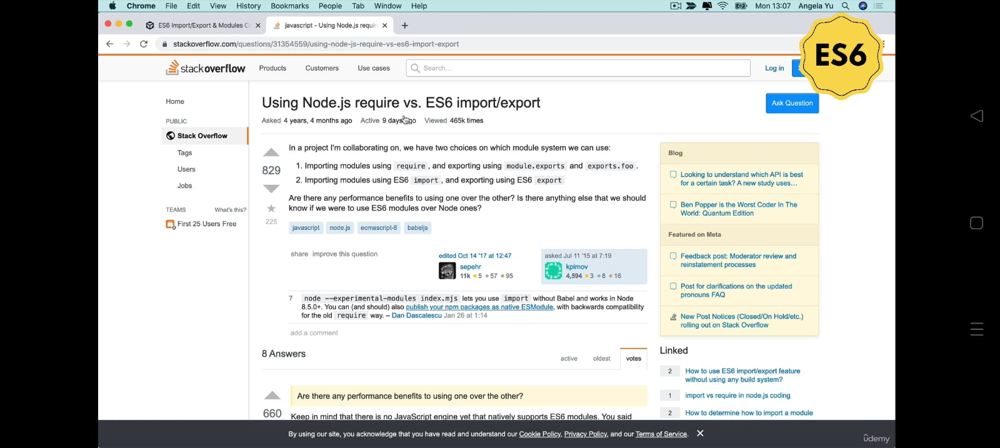 Chrome File Edit View History Bookmarks People Tab Window Help Mon 13:07 Angela Yu
ES6 Import/Export & Modules C javascript - Using Node.js requir
stackoverflow.com/questions/31354559/using-node-js-require-vs-es6-import-export
ES6
stackoverflow Products Customers Use cases Search... Log in
Home
PUBLIC
Stack Overflow
Tags
Users
Jobs
TEAMS What's this?
First 25 Users Free
Using Node.js require vs. ES6 import/export
Ask Question
Asked 4 years, 4 months ago Active 9 days ago Viewed 465k times
829
225
In a project I'm collaborating on, we have two choices on which module system we can use:
1. Importing modules using require, and exporting using module.exports and exports.foo.
2. Importing modules using ES6 import, and exporting using ES6 export
Are there any performance benefits to using one over the other? Is there anything else that we should
know if we were to use ES6 modules over Node ones?
javascript node.js ecmascript-6 babeljs
share improve this question
edited Oct 14 '17 at 12:47
sepehr
11k 5 57 95
asked Jul 11 '15 at 7:19
kpimov
4,594 3 8 16
7 node --experimental-modules index.mjs lets you use import without Babel and works in Node
8.5.0+. You can (and should) also publish your npm packages as native ESModule, with backwards compatibility
for the old require way. – Dan Dascalescu Jan 26 at 1:14
add a comment
8 Answers
active oldest votes
660
Are there any performance benefits to using one over the other?
Keep in mind that there is no JavaScript engine yet that natively supports ES6 modules. You said
Blog
Looking to understand which API is best
for a certain task? A new study uses...
Ben Popper is the Worst Coder In The
World: Quantum Edition
Featured on Meta
Feedback post: Moderator review and
reinstatement processes
Post for clarifications on the updated
pronouns FAQ
New Post Notices (Closed/On Hold/etc.)
rolling out on Stack Overflow
Linked
2 How to use ES6 import/export feature
without using any build system?
1 import vs require in node.js coding
2 How to determine how to import a module
By using our site, you acknowledge that you have read and understand our Cookie Policy, Privacy Policy, and our Terms of Service.
ûdemy